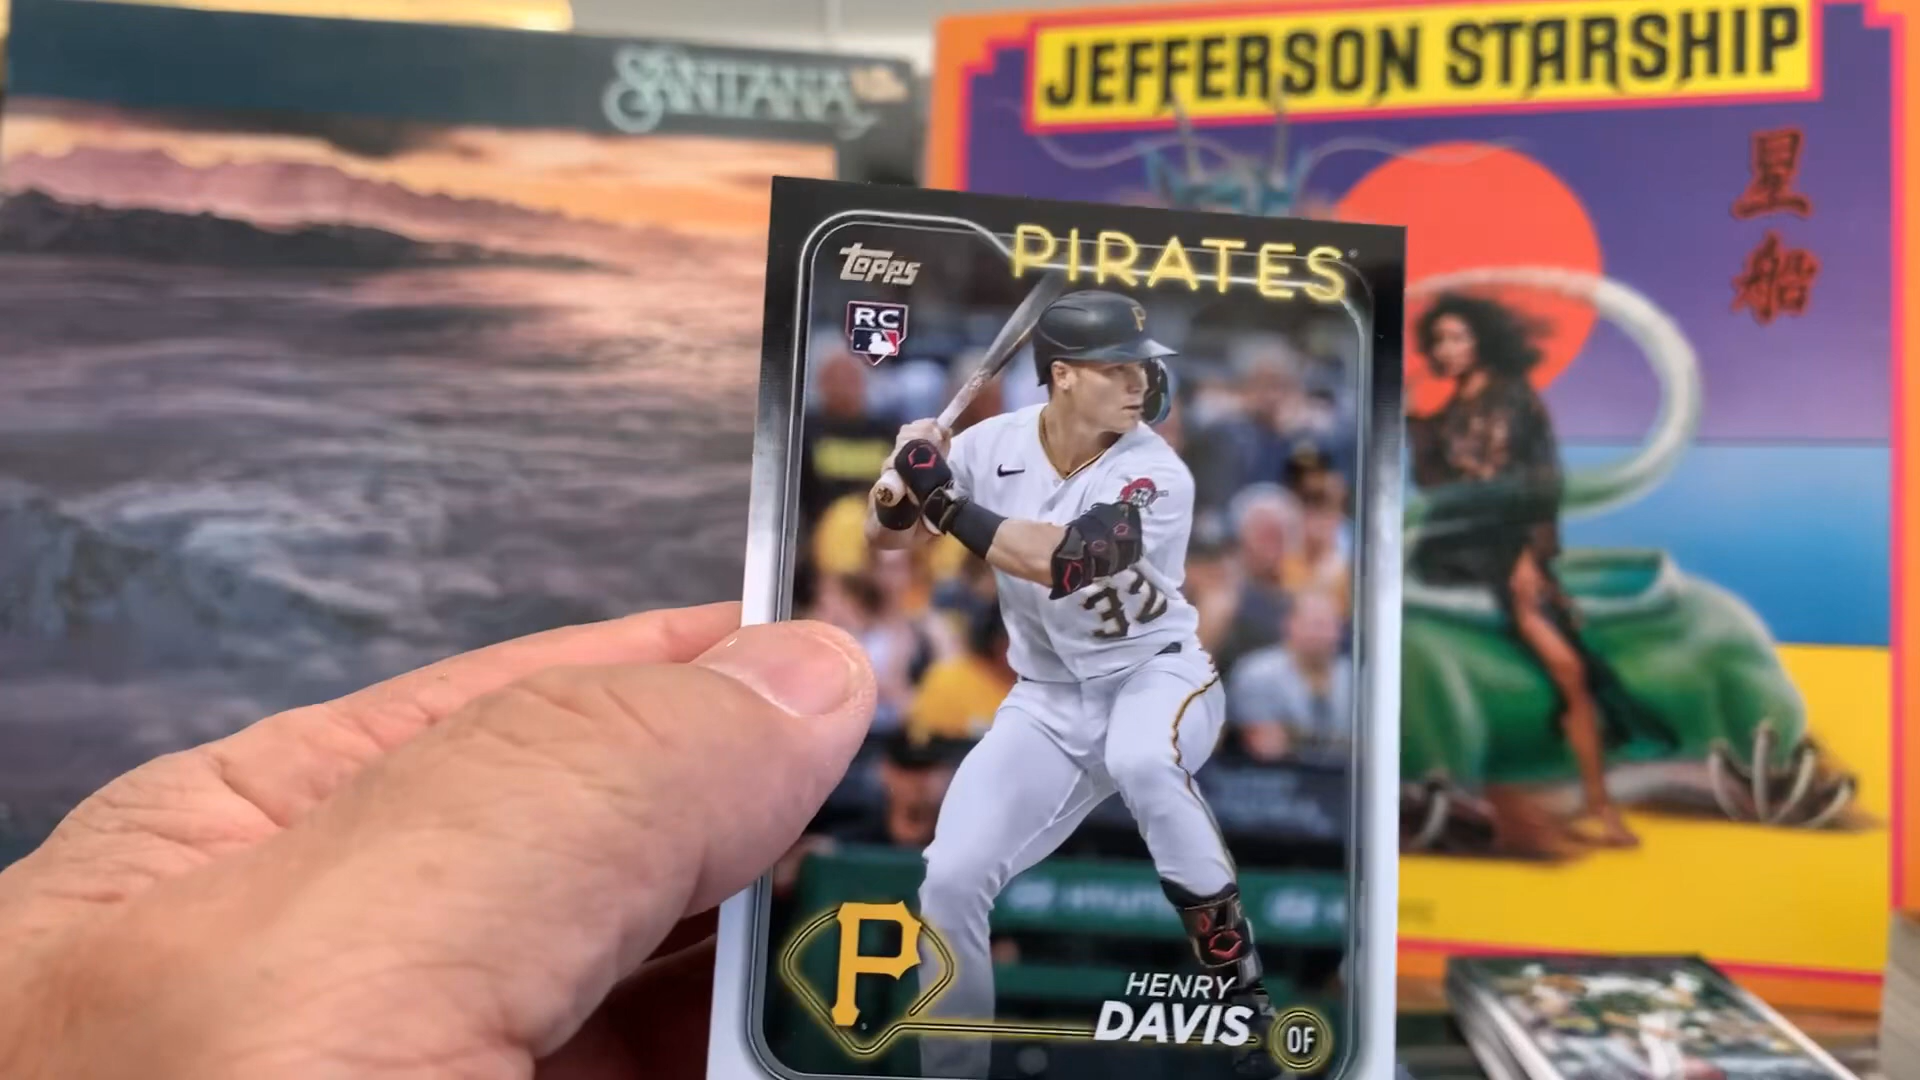 SANTANA
JEFFERSON STARSHIP
星
船
PIRATES
Topps
RC
P
32
P
HENRY
DAVIS
OF